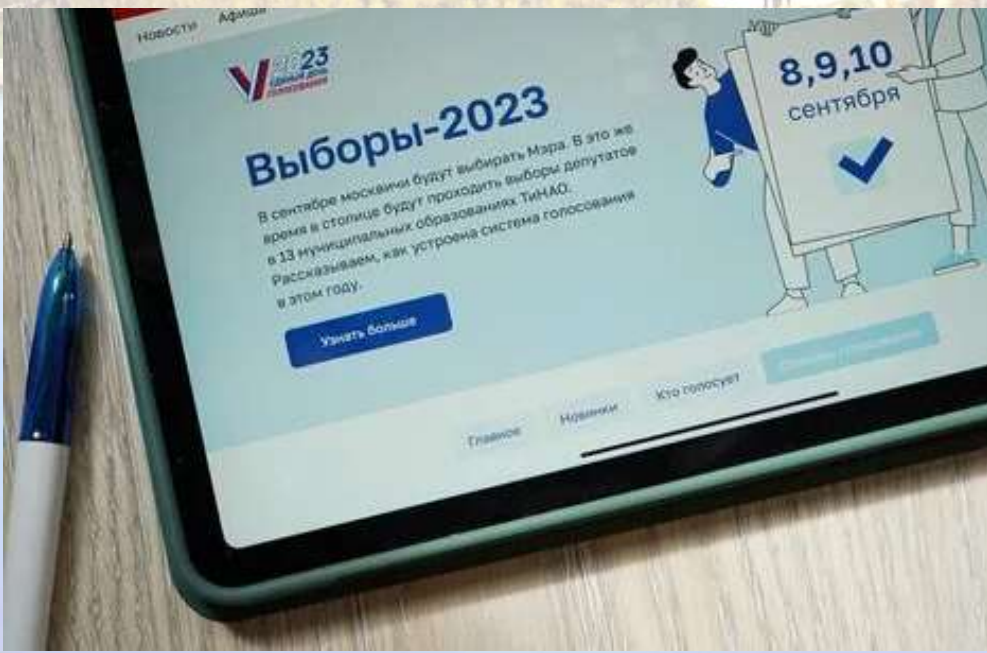 Новости Афиша
2023
ЕДИНЫЙ ДЕНЬ
ГОЛОСОВАНИЯ
Выборы-2023
В сентябре москвичи будут выбирать Мэра. В это же
время в столице будут проходить выборы депутатов
в 13 муниципальных образованиях ТиНАО.
Рассказываем, как устроена система голосования
в этом году.
Узнать больше
8,9,10
сентября
Главное Новинки Кто голосует